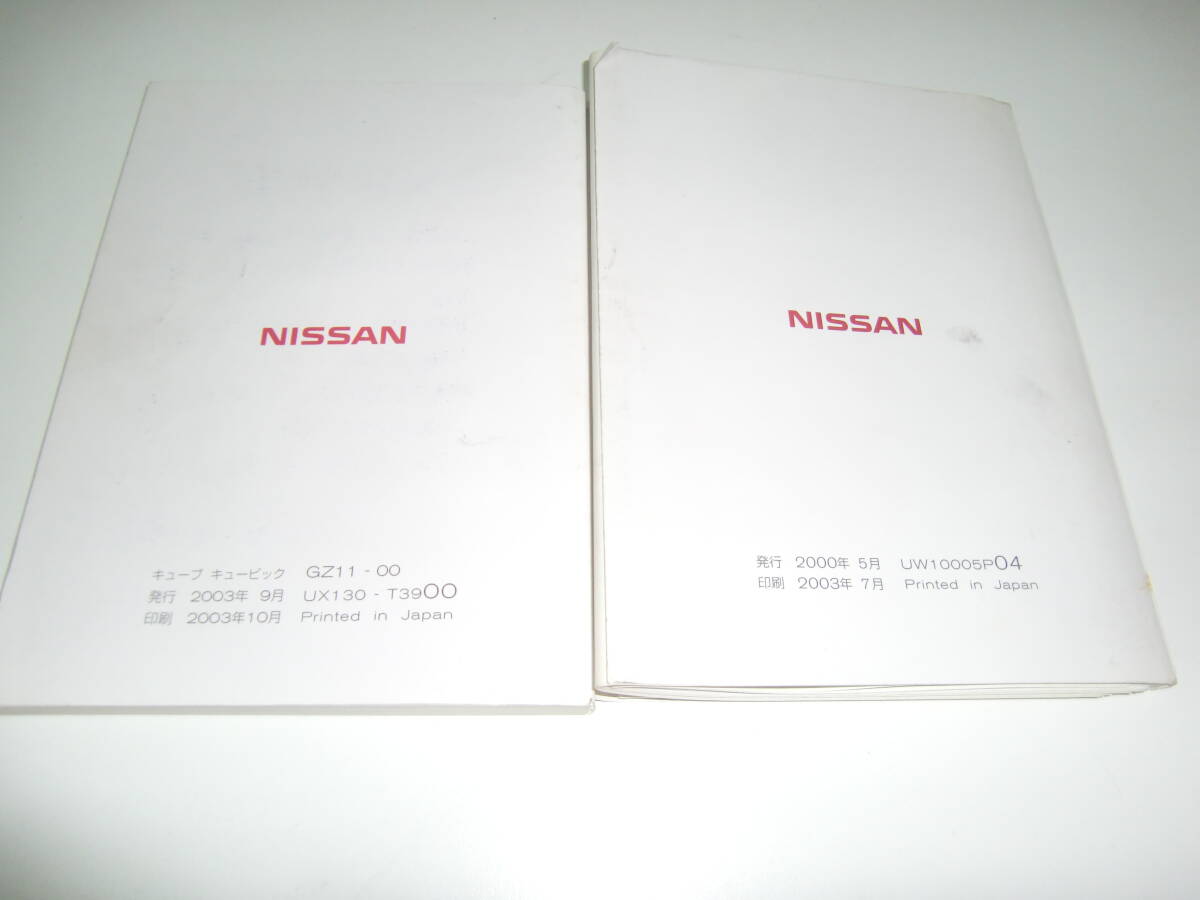 NISSAN
キューブ キュービック GZ11-00
発行 2003年 9月 UX130-T3900
印刷 2003年10月 Printed in Japan
NISSAN
発行 2000年 5月 UW10005P04
印刷 2003年 7月 Printed in Japan